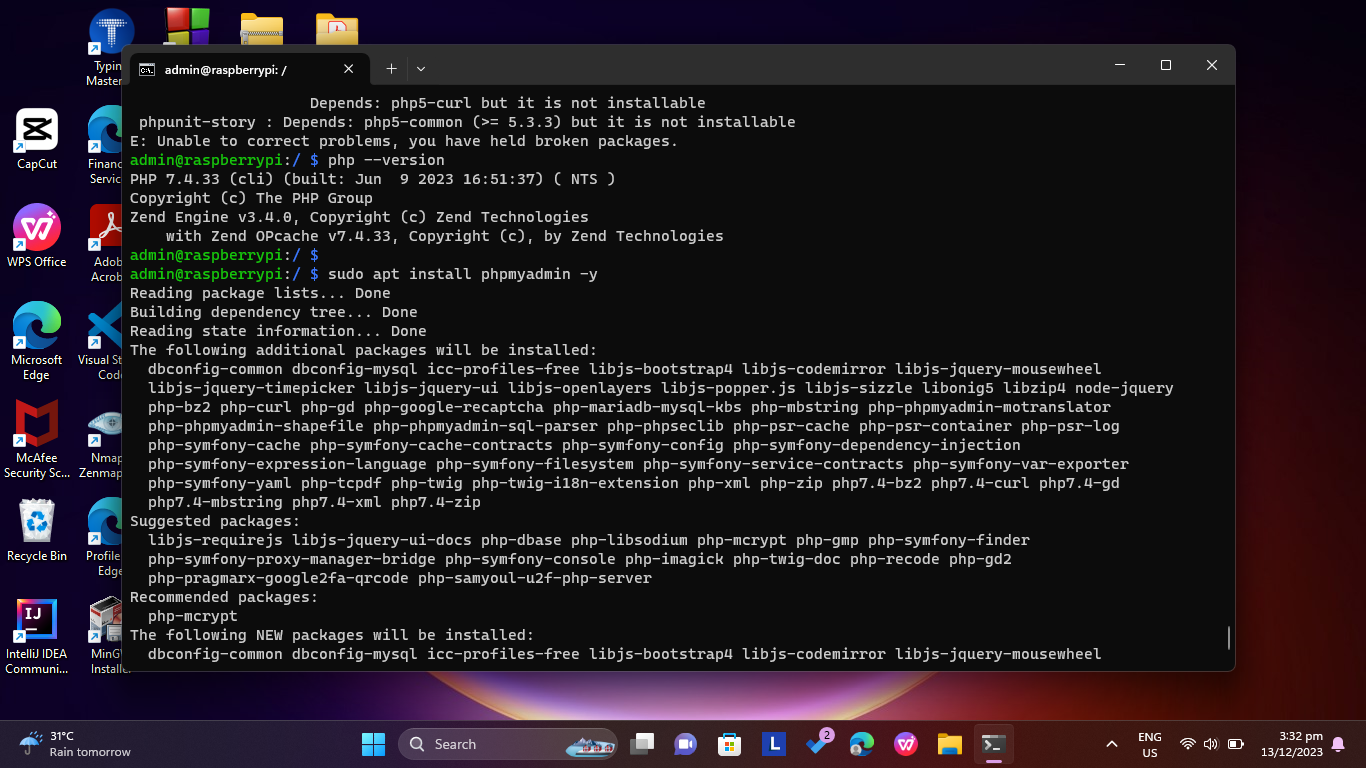 Typin
Master
admin@raspberrypi: /
Depends: php5-curl but it is not installable
phpunit-story : Depends: php5-common (>= 5.3.3) but it is not installable
E: Unable to correct problems, you have held broken packages.
admin@raspberrypi:/ $ php --version
PHP 7.4.33 (cli) (built: Jun  9 2023 16:51:37) ( NTS )
Copyright (c) The PHP Group
Zend Engine v3.4.0, Copyright (c) Zend Technologies
with Zend OPcache v7.4.33, Copyright (c), by Zend Technologies
admin@raspberrypi:/ $
admin@raspberrypi:/ $ sudo apt install phpmyadmin -y
Reading package lists... Done
Building dependency tree... Done
Reading state information... Done
The following additional packages will be installed:
dbconfig-common dbconfig-mysql icc-profiles-free libjs-bootstrap4 libjs-codemirror libjs-jquery-mousewheel
libjs-jquery-timepicker libjs-jquery-ui libjs-openlayers libjs-popper.js libjs-sizzle libonig5 libzip4 node-jquery
php-bz2 php-curl php-gd php-google-recaptcha php-mariadb-mysql-kbs php-mbstring php-phpmyadmin-motranslator
php-phpmyadmin-shapefile php-phpmyadmin-sql-parser php-phpseclib php-psr-cache php-psr-container php-psr-log
php-symfony-cache php-symfony-cache-contracts php-symfony-config php-symfony-dependency-injection
php-symfony-expression-language php-symfony-filesystem php-symfony-service-contracts php-symfony-var-exporter
php-symfony-yaml php-tcpdf php-twig php-twig-i18n-extension php-xml php-zip php7.4-bz2 php7.4-curl php7.4-gd
php7.4-mbstring php7.4-xml php7.4-zip
Suggested packages:
libjs-requirejs libjs-jquery-ui-docs php-dbase php-libsodium php-mcrypt php-gmp php-symfony-finder
php-symfony-proxy-manager-bridge php-symfony-console php-imagick php-twig-doc php-recode php-gd2
php-pragmarx-google2fa-qrcode php-samyoul-u2f-php-server
Recommended packages:
php-mcrypt
The following NEW packages will be installed:
dbconfig-common dbconfig-mysql icc-profiles-free libjs-bootstrap4 libjs-codemirror libjs-jquery-mousewheel
CapCut
Financ
Servic
WPS Office
Adob
Acroba
Microsoft
Edge
Visual St
Code
McAfee
Security Sc...
Nmap
Zenmap
Recycle Bin
Profile
Edge
IntelliJ IDEA
Communi...
MinG
Installe
31°C
Rain tomorrow
Search
2
ENG
US
3:32 pm
13/12/2023